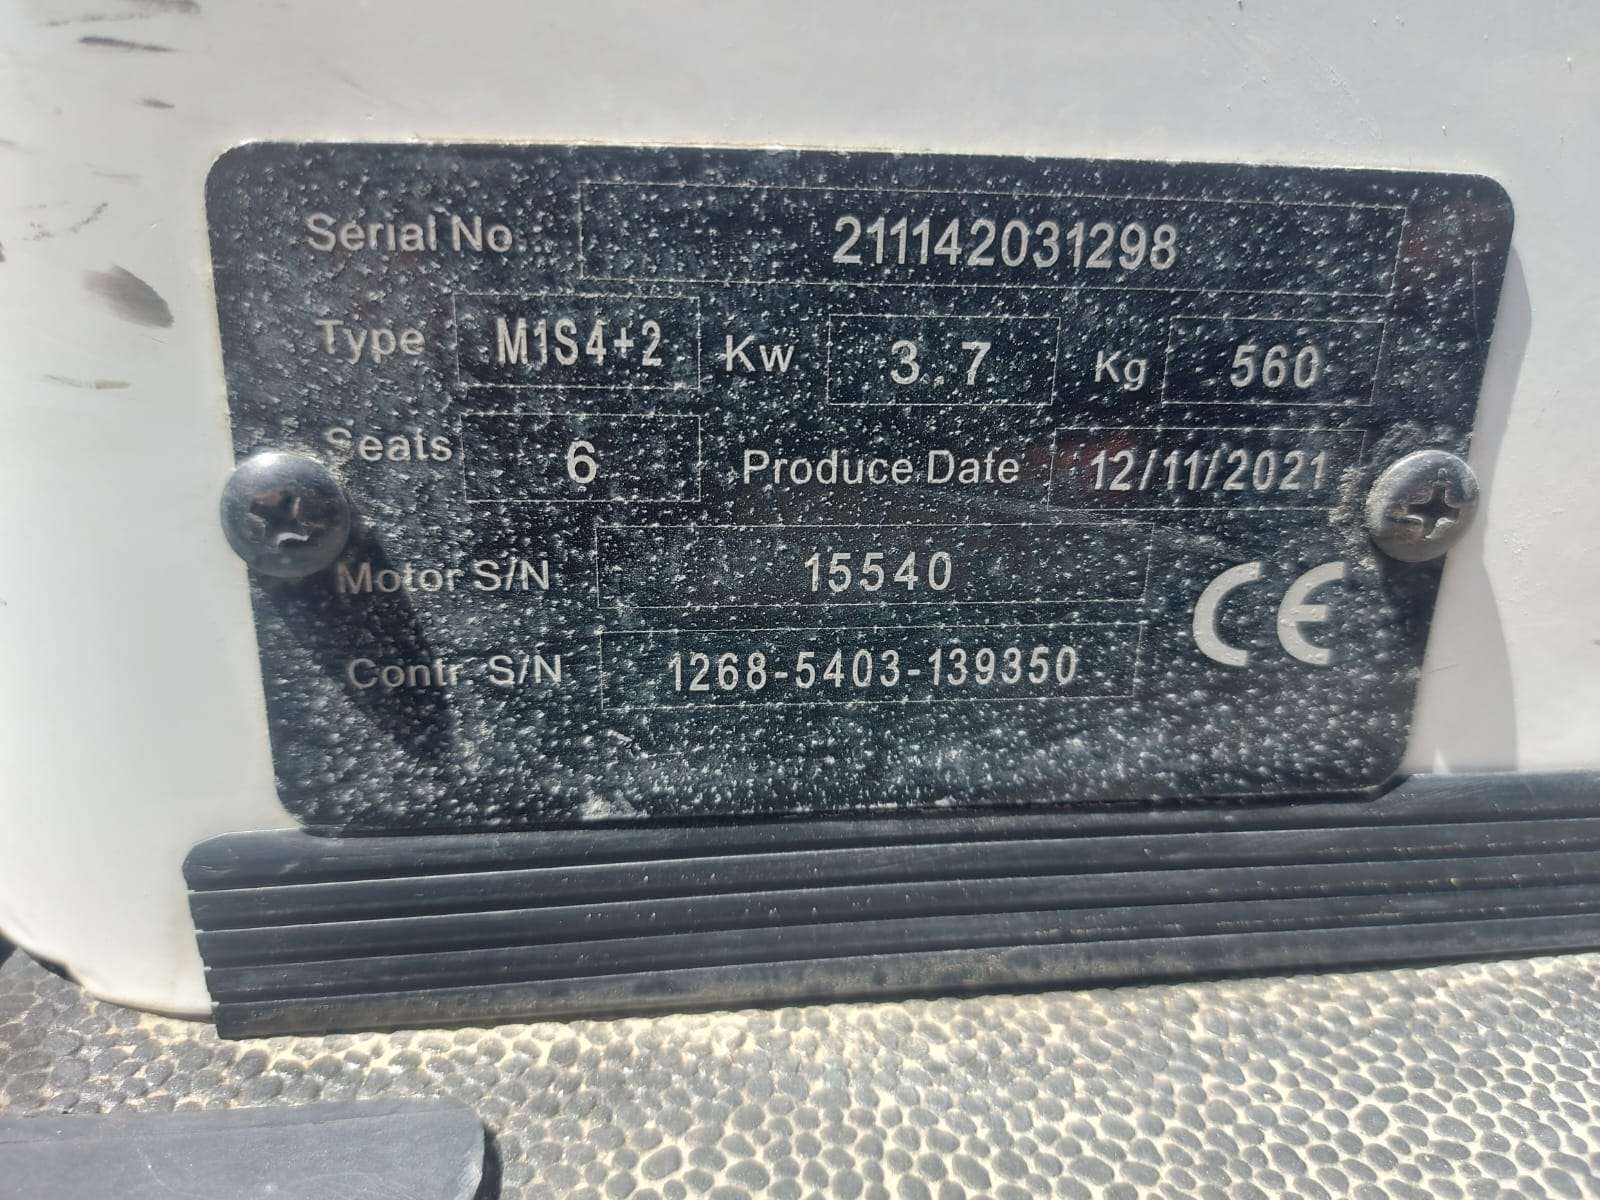 Serial No. 211142031298
Type M1S4+2 Kw 3.7 Kg 560
Seats 6 Produce Date 12/11/2021
Motor S/N 15540
Contr S/N 1268-5403-139350
CE